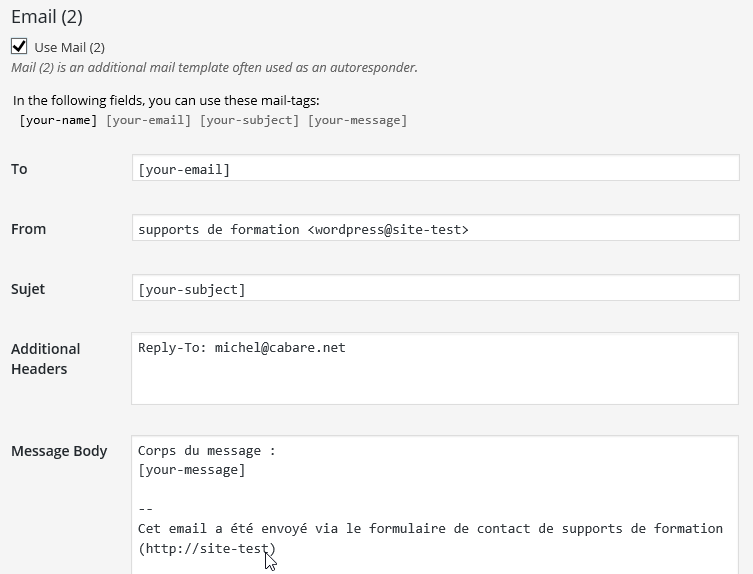 Email (2)
Use Mail (2)
Mail (2) is an additional mail template often used as an autoresponder.
In the following fields, you can use these mail-tags:
[your-name] [your-email] [your-subject] [your-message]
To
[your-email]
From
supports de formation <wordpress@site-test>
Sujet
[your-subject]
Additional
Headers
Reply-To: michel@cabare.net
Message Body
Corps du message :
[your-message]
--
Cet email a été envoyé via le formulaire de contact de supports de formation
(http://site-test)